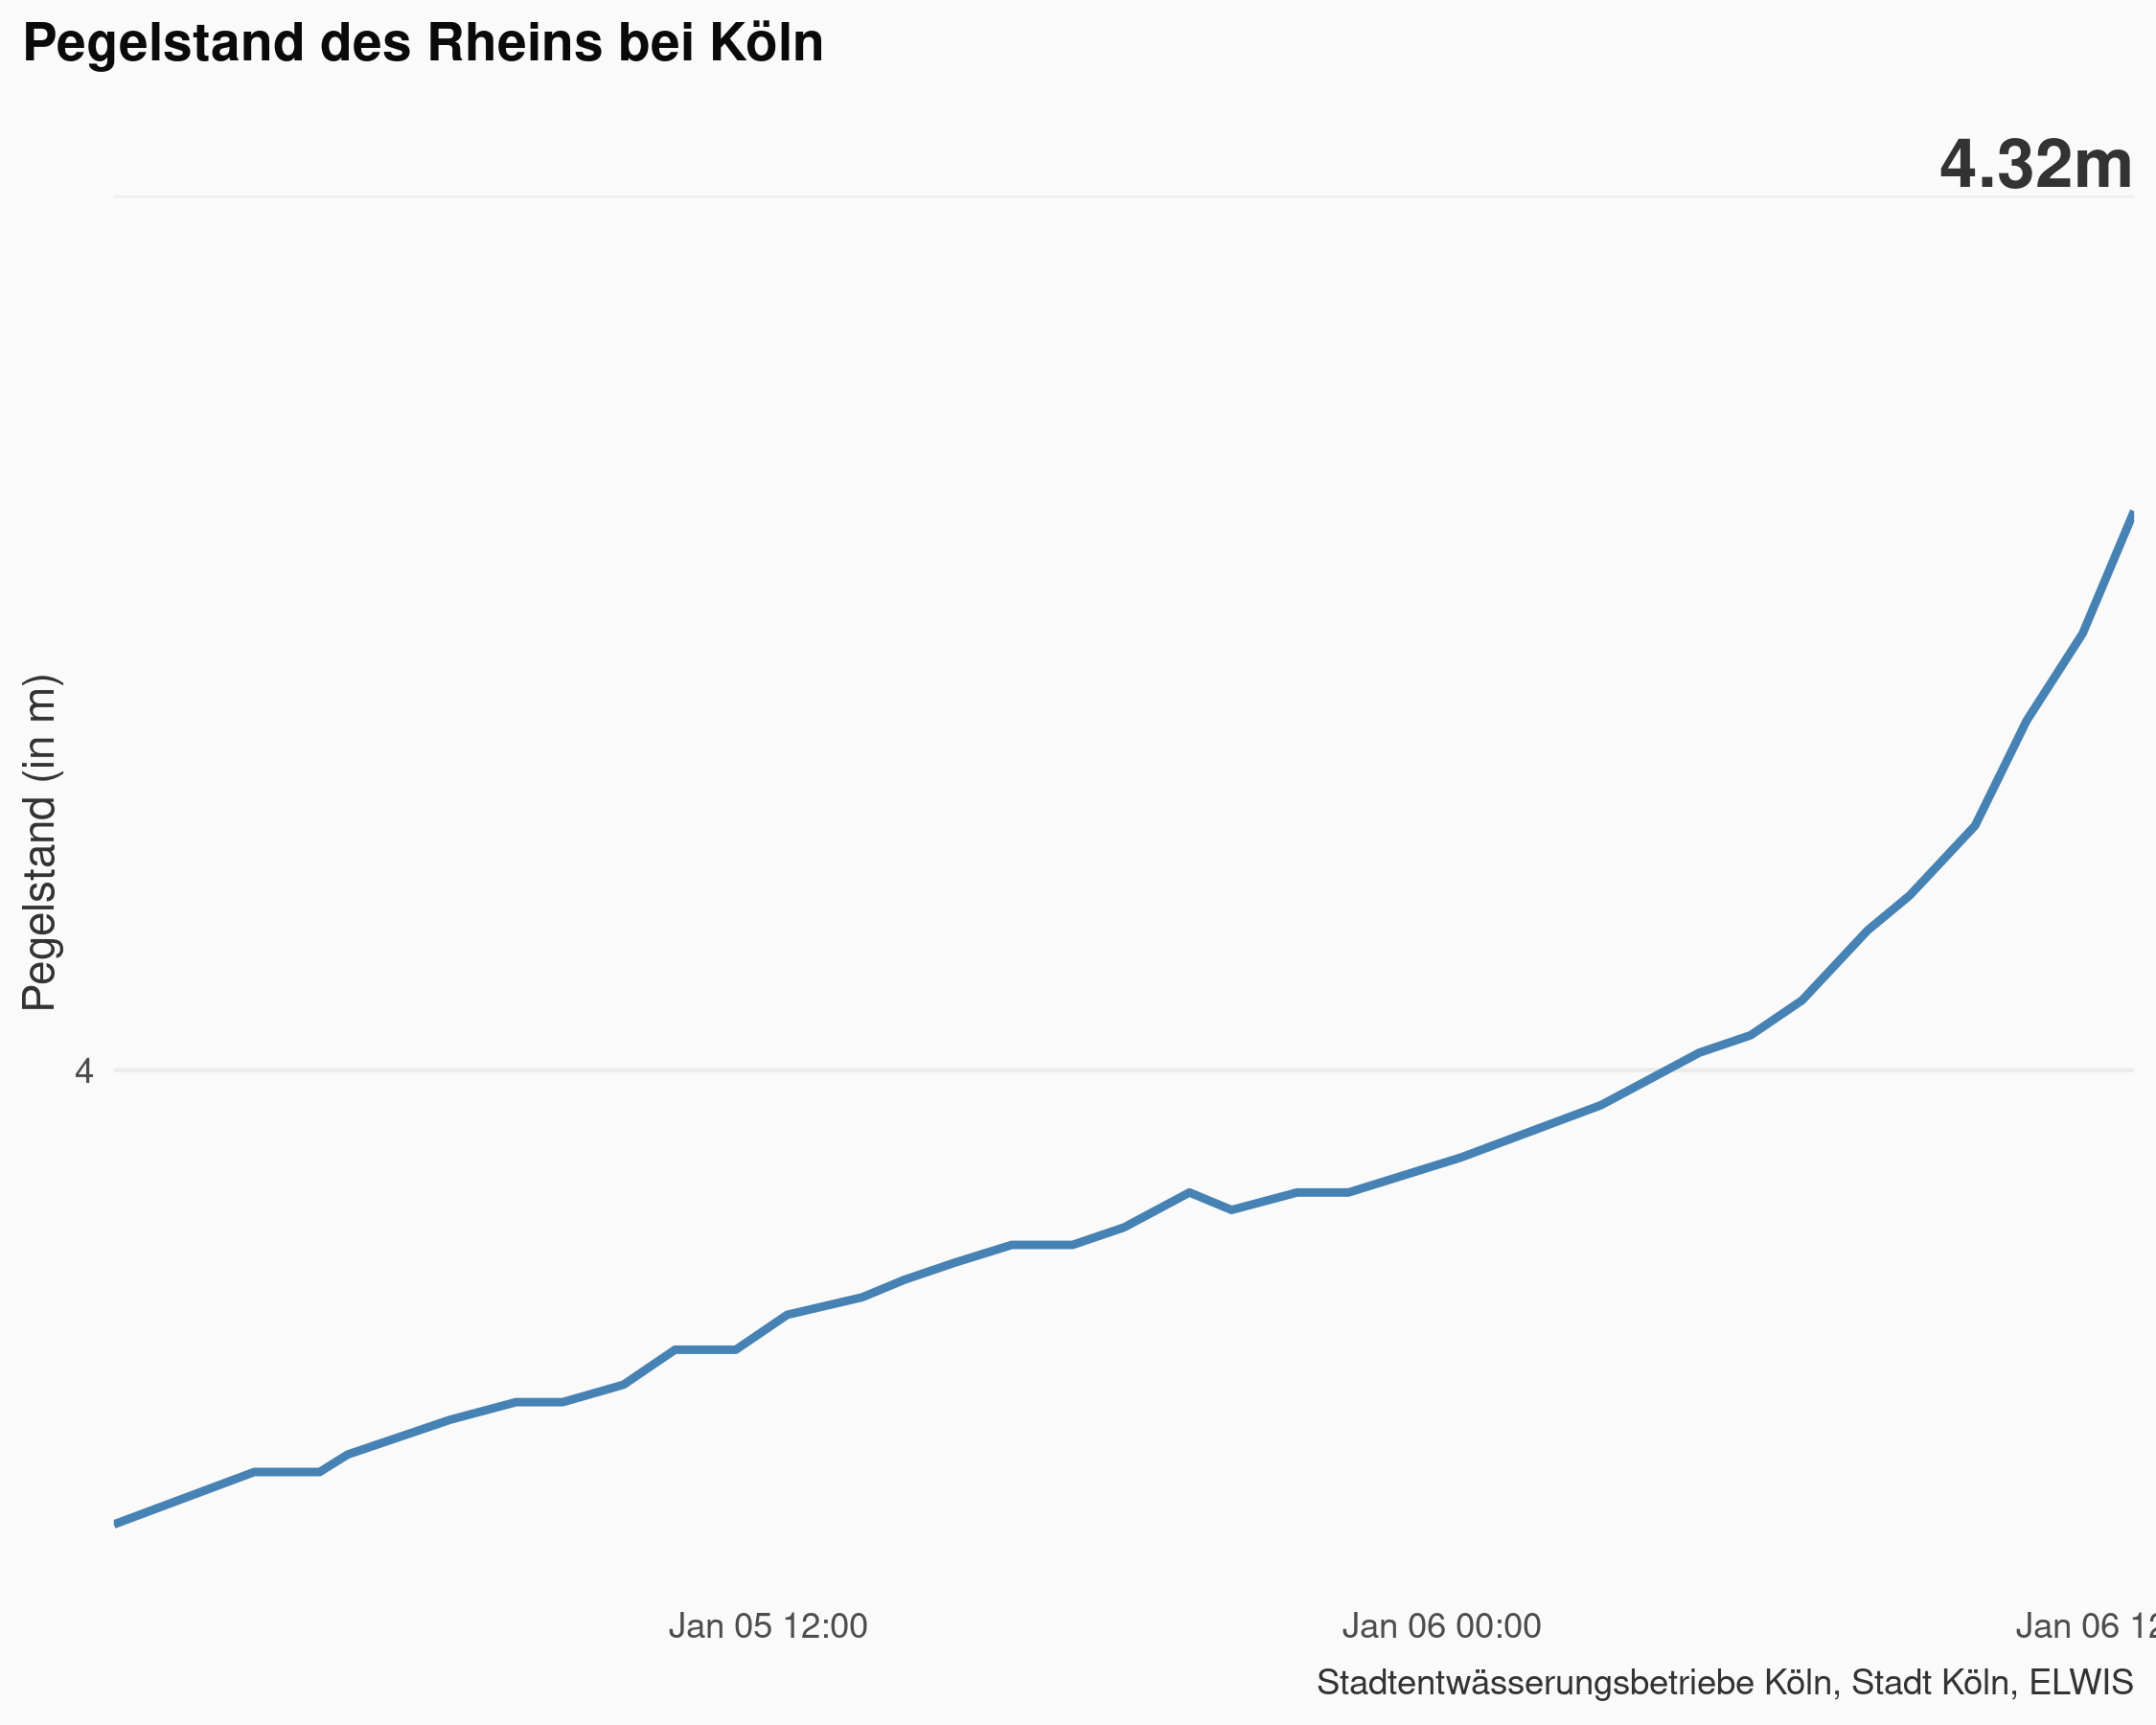 Pegelstand des Rheins bei Köln
4.32m
Pegelstand (in m)
4
Jan 05 12:00
Jan 06 00:00
Jan 06 12
Stadtentwässerungsbetriebe Köln, Stadt Köln, ELWIS